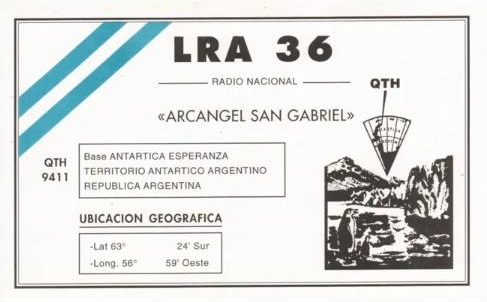 LRA 36
RADIO NACIONAL
QTH
«ARCANGEL SAN GABRIEL»
QTH
9411
Base ANTARTICA ESPERANZA
TERRITORIO ANTARTICO ARGENTINO
REPUBLICA ARGENTINA
UBICACION GEOGRAFICA
-Lat 63° 24' Sur
-Long. 56° 59' Oeste